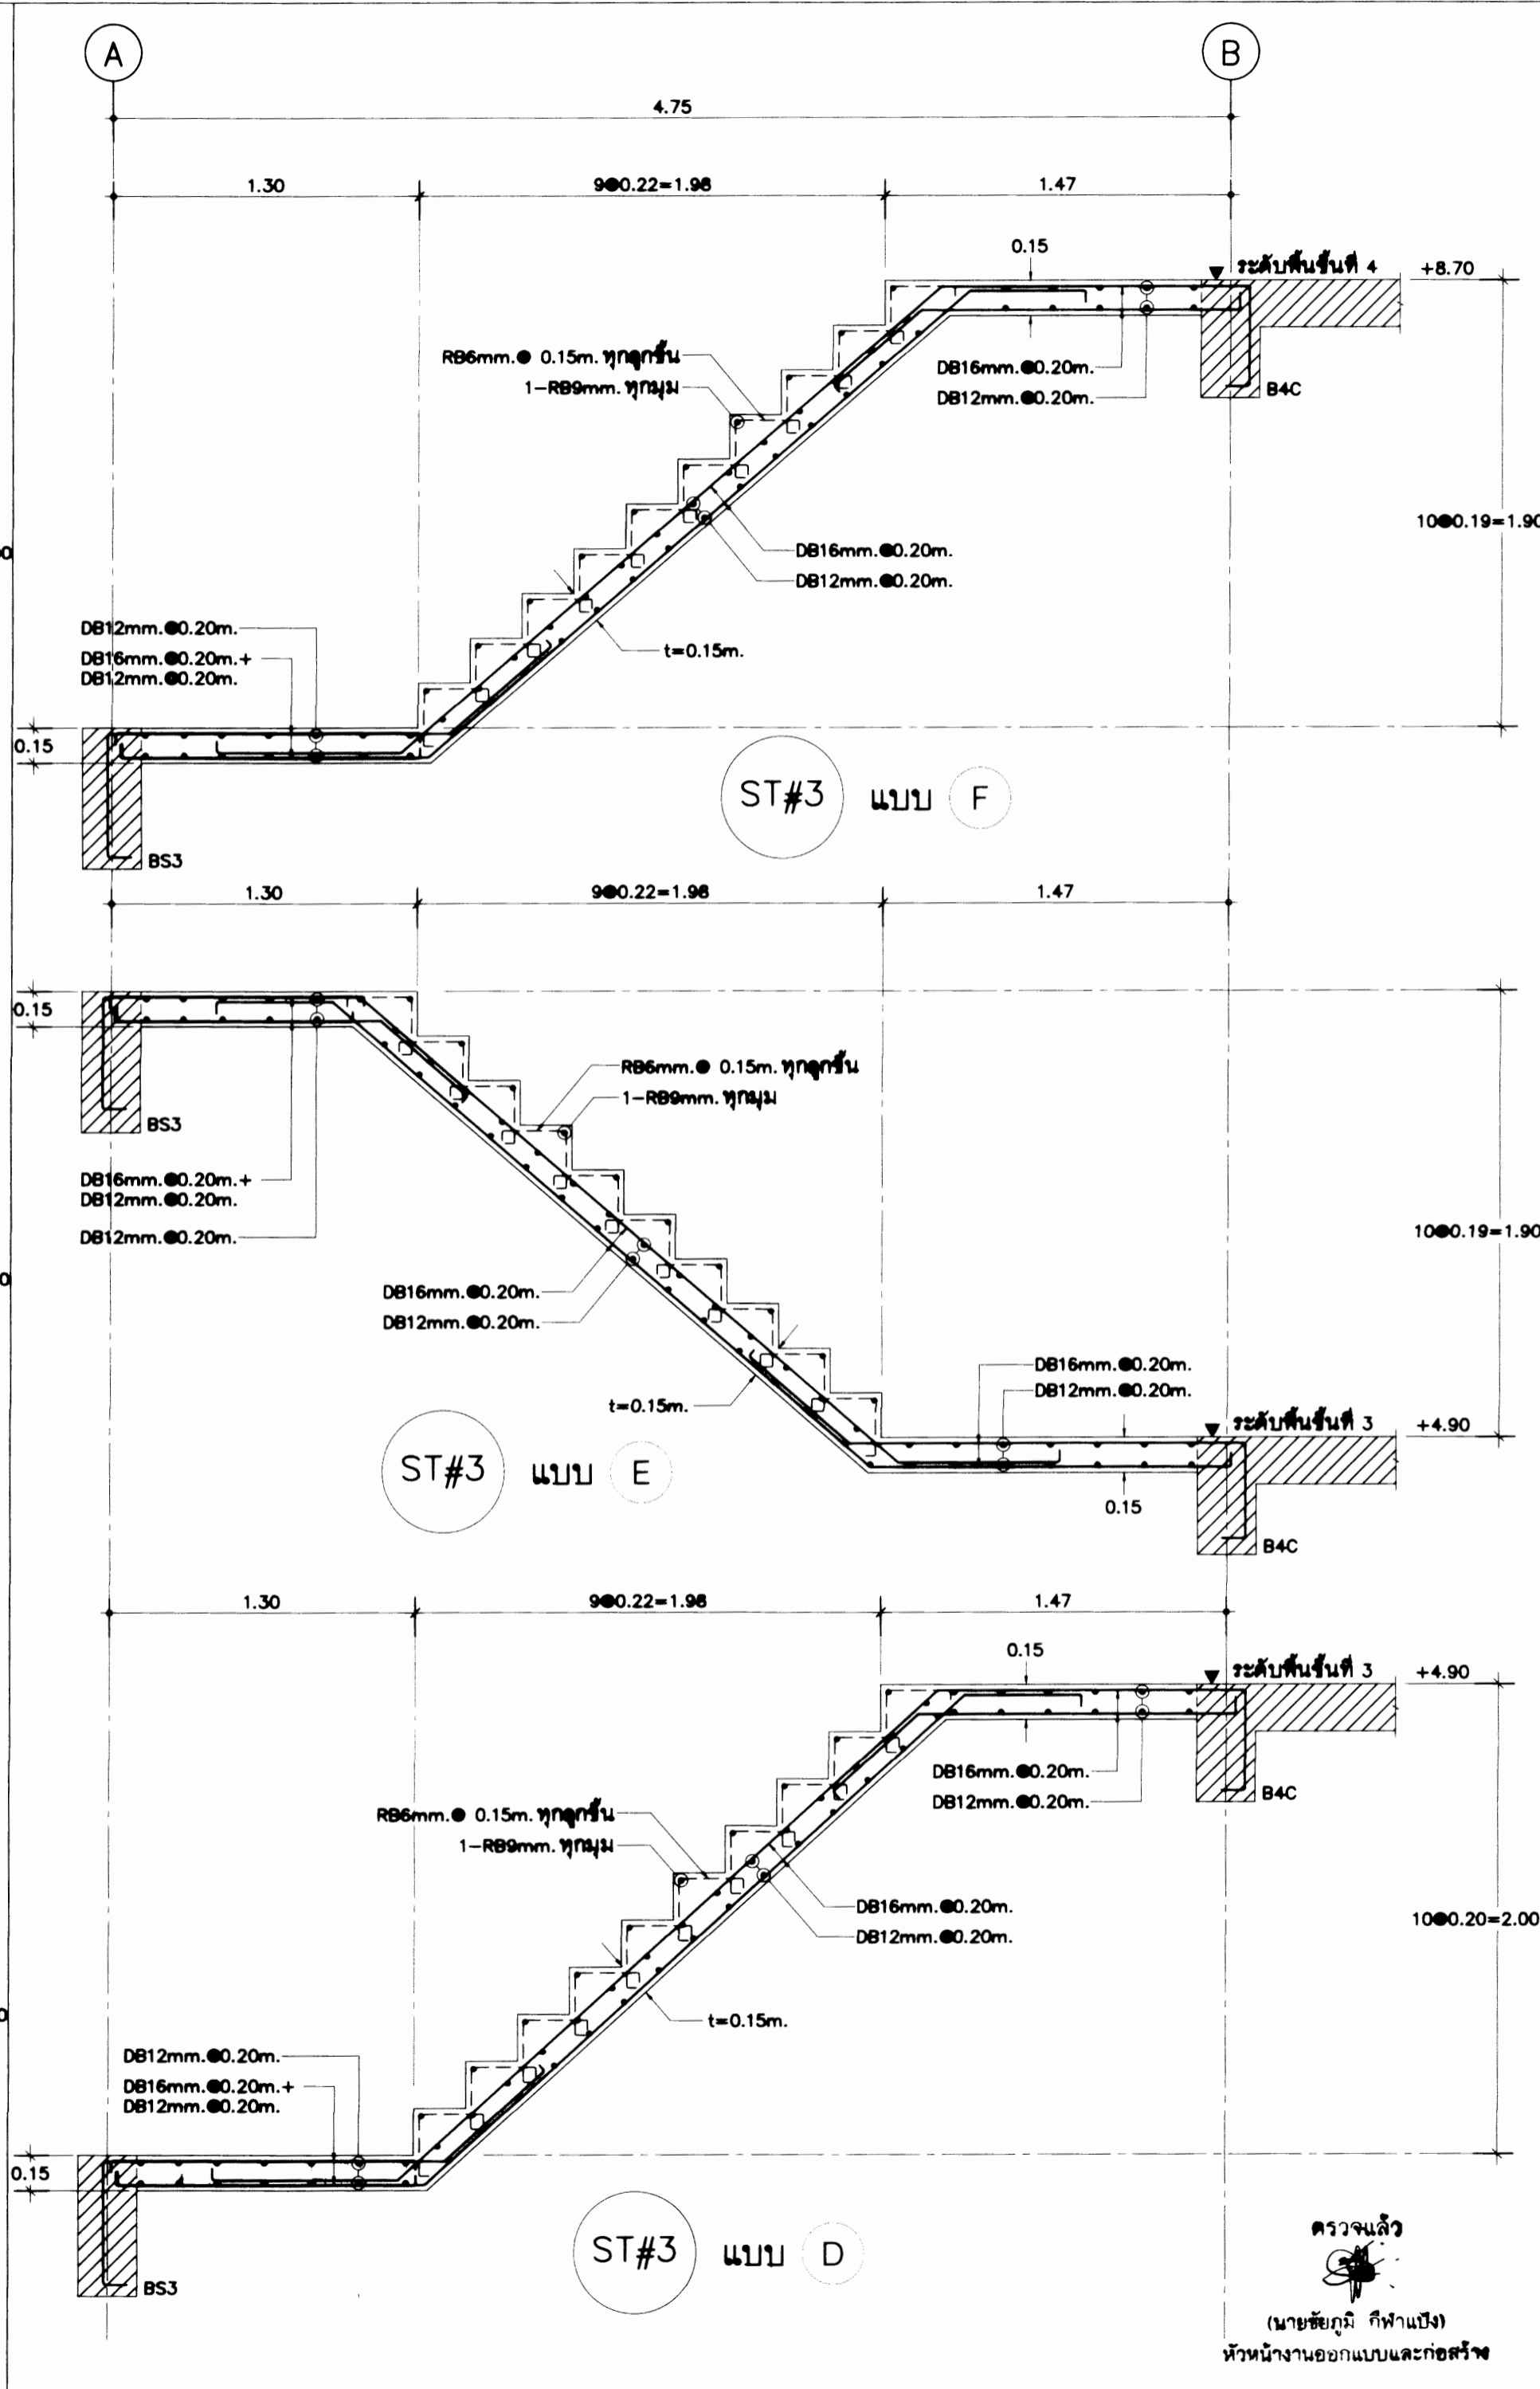 A
B
4.75
1.30
9@0.22=1.98
1.47
0.15
ระดับพื้นชั้นที่ 4
+8.70
RB6mm.@ 0.15m. ทุกลูกขั้น
1-RB9mm. ทุกมุม
DB16mm.@0.20m.
DB12mm.@0.20m.
B4C
10@0.19=1.90
DB16mm.@0.20m.
DB12mm.@0.20m.
DB12mm.@0.20m.
DB16mm.@0.20m.+
DB12mm.@0.20m.
t=0.15m.
0.15
ST#3 แบบ F
BS3
1.30
9@0.22=1.98
1.47
0.15
RB6mm.@ 0.15m. ทุกลูกขั้น
1-RB9mm. ทุกมุม
BS3
DB16mm.@0.20m.+
DB12mm.@0.20m.
DB12mm.@0.20m.
10@0.19=1.90
DB16mm.@0.20m.
DB12mm.@0.20m.
DB16mm.@0.20m.
DB12mm.@0.20m.
t=0.15m.
ระดับพื้นชั้นที่ 3
+4.90
ST#3 แบบ E
0.15
B4C
1.30
9@0.22=1.98
1.47
0.15
ระดับพื้นชั้นที่ 3
+4.90
DB16mm.@0.20m.
DB12mm.@0.20m.
B4C
RB6mm.@ 0.15m. ทุกลูกขั้น
1-RB9mm. ทุกมุม
DB16mm.@0.20m.
DB12mm.@0.20m.
10@0.20=2.00
t=0.15m.
DB12mm.@0.20m.
DB16mm.@0.20m.+
DB12mm.@0.20m.
0.15
ST#3 แบบ D
BS3
ตรวจแล้ว
(นายชัยภูมิ กีฬาแปง)
หัวหน้างานออกแบบและก่อสร้าง